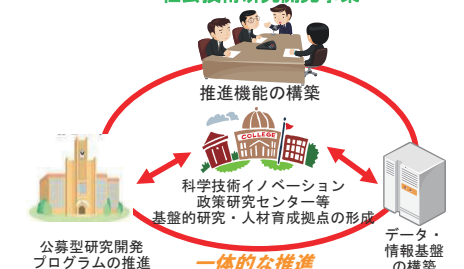 推進機能の構築
COLLEGE
科学技術イノベーション
政策研究センター等
基盤的研究・人材育成拠点の形成
公募型研究開発
プログラムの推進
データ・
情報基盤
の構築
一体的な推進